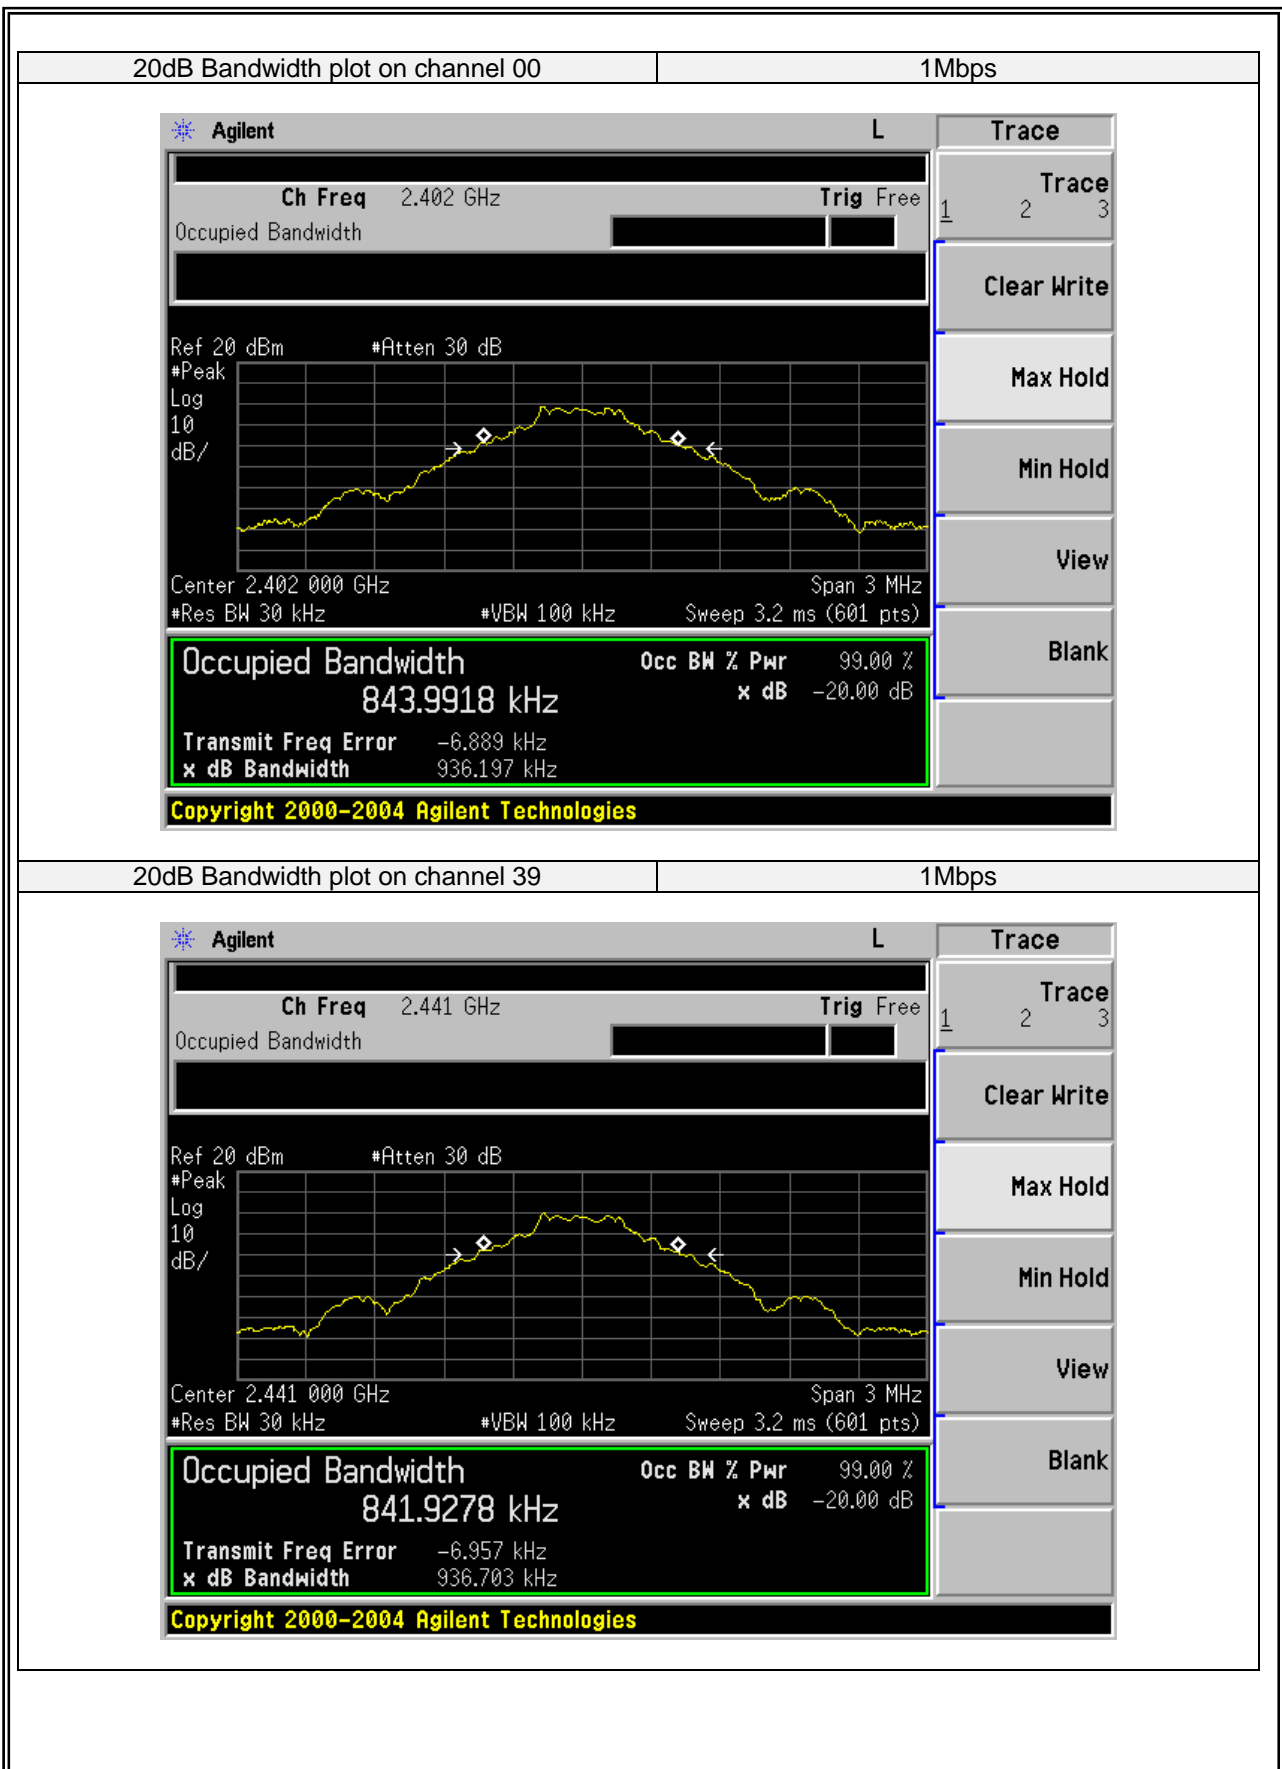 20dB Bandwidth plot on channel 00 1Mbps
Agilent L Trace
Ch Freq 2.402 GHz Trig Free
Trace
1 2 3
Occupied Bandwidth
Clear Write
Ref 20 dBm #Atten 30 dB
#Peak
Log
10
dB/
Max Hold
Min Hold
View
Center 2.402 000 GHz Span 3 MHz
#Res BW 30 kHz #VBW 100 kHz Sweep 3.2 ms (601 pts)
Blank
Occupied Bandwidth Occ BW % Pwr 99.00 %
843.9918 kHz x dB -20.00 dB
Transmit Freq Error -6.889 kHz
x dB Bandwidth 936.197 kHz
Copyright 2000-2004 Agilent Technologies
20dB Bandwidth plot on channel 39 1Mbps
Agilent L Trace
Ch Freq 2.441 GHz Trig Free
Trace
1 2 3
Occupied Bandwidth
Clear Write
Ref 20 dBm #Atten 30 dB
#Peak
Log
10
dB/
Max Hold
Min Hold
View
Center 2.441 000 GHz Span 3 MHz
#Res BW 30 kHz #VBW 100 kHz Sweep 3.2 ms (601 pts)
Blank
Occupied Bandwidth Occ BW % Pwr 99.00 %
841.9278 kHz x dB -20.00 dB
Transmit Freq Error -6.957 kHz
x dB Bandwidth 936.703 kHz
Copyright 2000-2004 Agilent Technologies